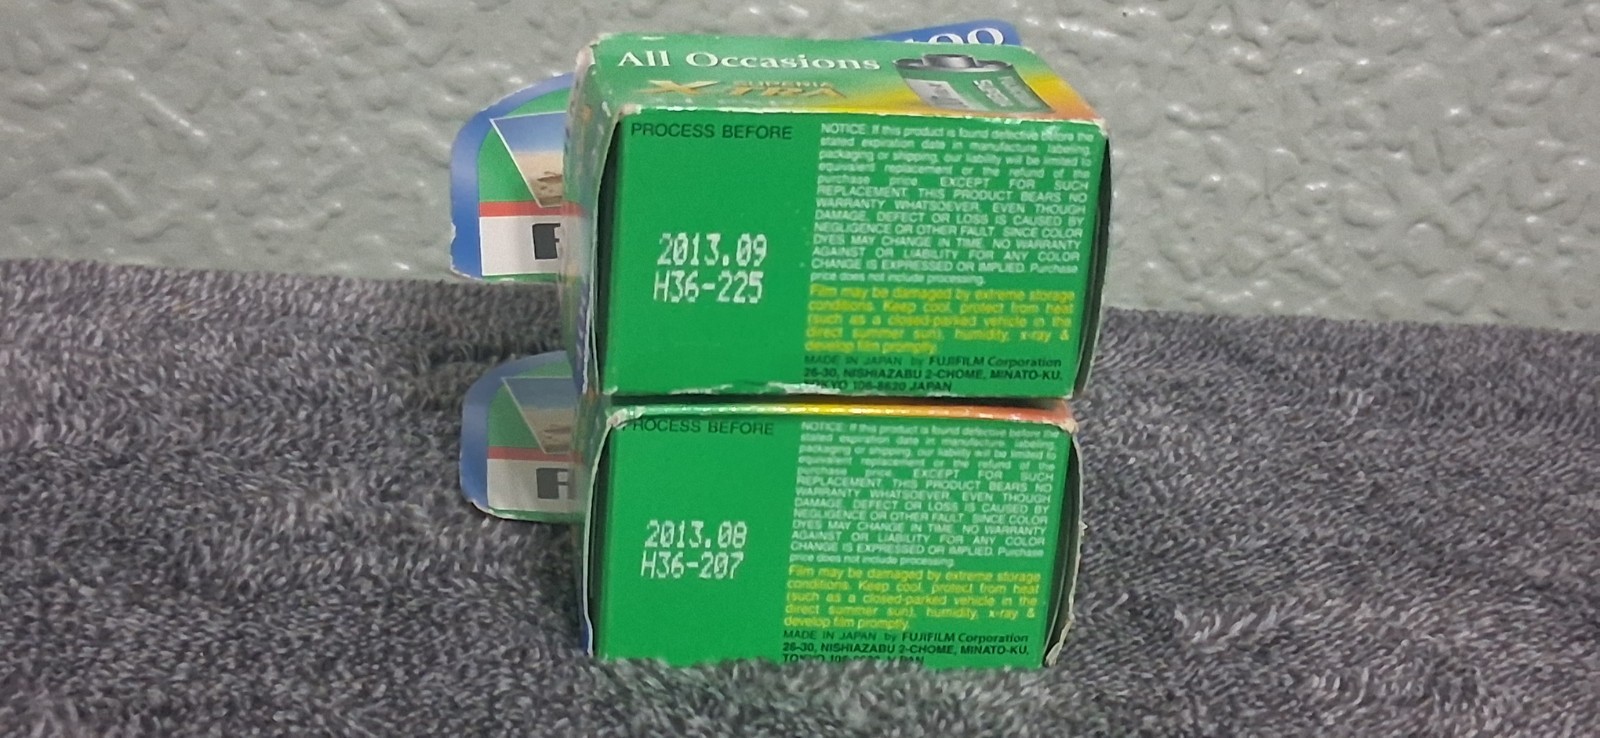 400
All Occasions
SUPERIA
X-TRA
PROCESS BEFORE
2013.09
H36-225
NOTICE: If this product is found defective before the
stated expiration date in manufacture, labeling,
packaging or shipping, our liability will be limited to
equivalent replacement or the refund of the
purchase price. EXCEPT FOR SUCH
REPLACEMENT, THIS PRODUCT BEARS NO
WARRANTY WHATSOEVER, EVEN THOUGH
DAMAGE, DEFECT OR LOSS IS CAUSED BY
NEGLIGENCE OR OTHER FAULT. SINCE COLOR
DYES MAY CHANGE IN TIME, NO WARRANTY
AGAINST OR LIABILITY FOR ANY COLOR
CHANGE IS EXPRESSED OR IMPLIED. Purchase
price does not include processing.
Film may be damaged by extreme storage
conditions. Keep cool, protect from heat
(such as a closed-parked vehicle in the
direct summer sun), humidity, x-ray &
develop film promptly.
MADE IN JAPAN by FUJIFILM Corporation
26-30, NISHIAZABU 2-CHOME, MINATO-KU,
TOKYO 106-8620 JAPAN
PROCESS BEFORE
2013.08
H36-207
NOTICE: If this product is found defective before the
stated expiration date in manufacture, labeling,
packaging or shipping, our liability will be limited to
equivalent replacement or the refund of the
purchase price. EXCEPT FOR SUCH
REPLACEMENT, THIS PRODUCT BEARS NO
WARRANTY WHATSOEVER, EVEN THOUGH
DAMAGE, DEFECT OR LOSS IS CAUSED BY
NEGLIGENCE OR OTHER FAULT. SINCE COLOR
DYES MAY CHANGE IN TIME, NO WARRANTY
AGAINST OR LIABILITY FOR ANY COLOR
CHANGE IS EXPRESSED OR IMPLIED. Purchase
price does not include processing.
Film may be damaged by extreme storage
conditions. Keep cool, protect from heat
(such as a closed-parked vehicle in the
direct summer sun), humidity, x-ray &
develop film promptly.
MADE IN JAPAN by FUJIFILM Corporation
26-30, NISHIAZABU 2-CHOME, MINATO-KU,
TOKYO 106-8620 JAPAN